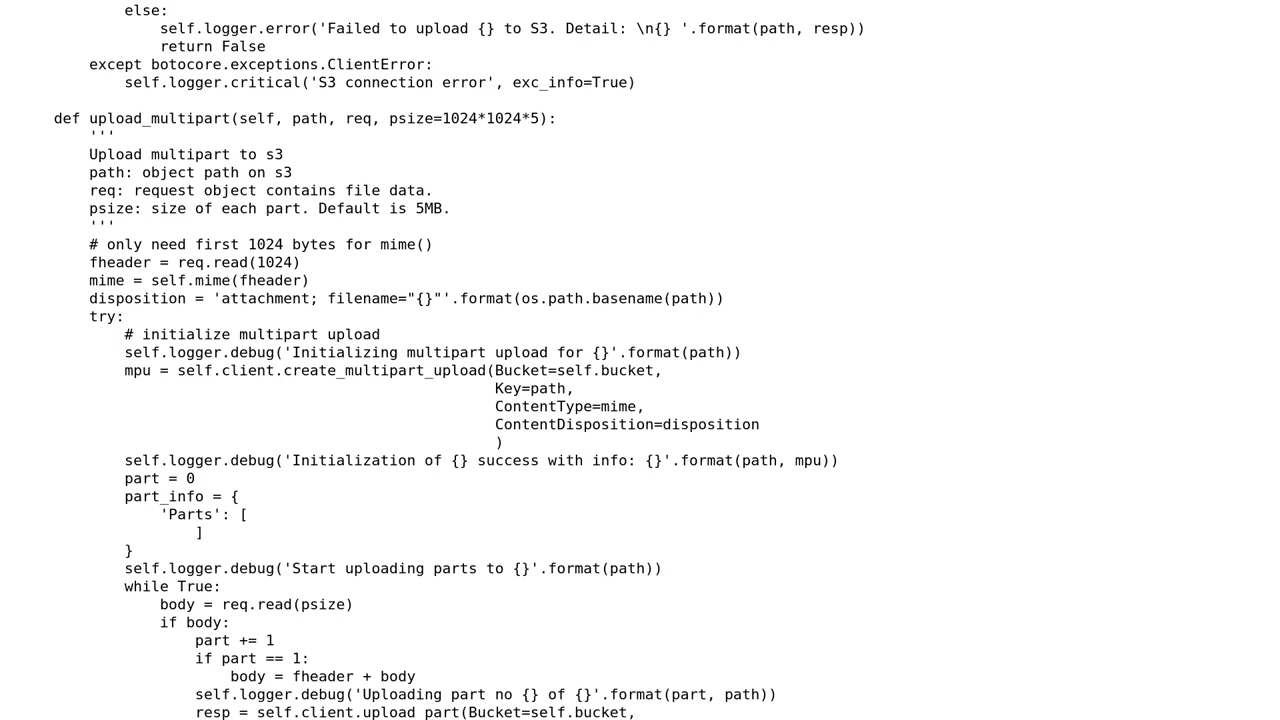 else:
            self.logger.error('Failed to upload {} to S3. Detail: \n{} '.format(path, resp))
            return False
    except botocore.exceptions.ClientError:
        self.logger.critical('S3 connection error', exc_info=True)

def upload_multipart(self, path, req, psize=1024*1024*5):
    '''
    Upload multipart to s3
    path: object path on s3
    req: request object contains file data.
    psize: size of each part. Default is 5MB.
    '''
    # only need first 1024 bytes for mime()
    fheader = req.read(1024)
    mime = self.mime(fheader)
    disposition = 'attachment; filename="{}"'.format(os.path.basename(path))
    try:
        # initialize multipart upload
        self.logger.debug('Initializing multipart upload for {}'.format(path))
        mpu = self.client.create_multipart_upload(Bucket=self.bucket,
                                                  Key=path,
                                                  ContentType=mime,
                                                  ContentDisposition=disposition
                                                  )
        self.logger.debug('Initialization of {} success with info: {}'.format(path, mpu))
        part = 0
        part_info = {
            'Parts': [
                ]
        }
        self.logger.debug('Start uploading parts to {}'.format(path))
        while True:
            body = req.read(psize)
            if body:
                part += 1
                if part == 1:
                    body = fheader + body
                self.logger.debug('Uploading part no {} of {}'.format(part, path))
                resp = self.client.upload_part(Bucket=self.bucket,